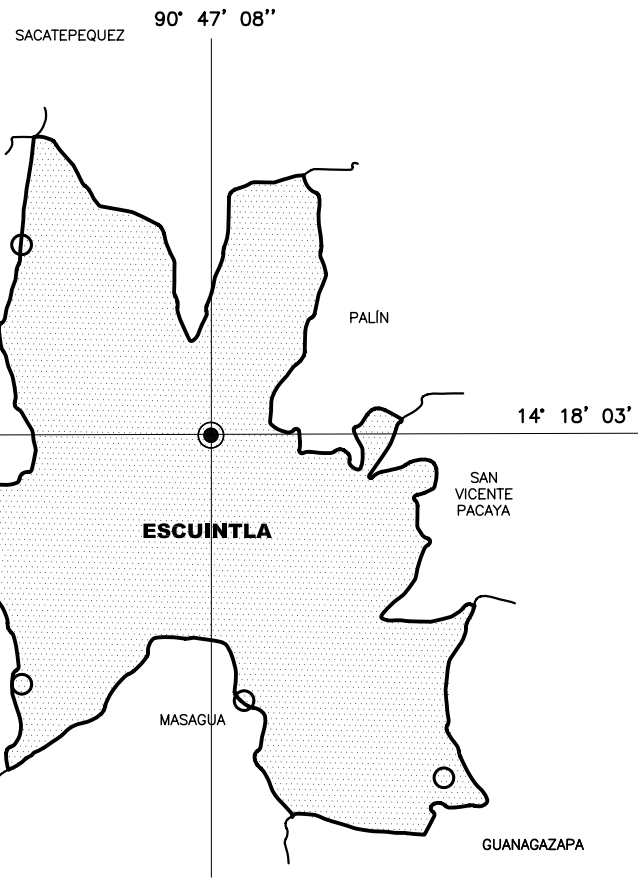 90° 47' 08''
SACATEPEQUEZ
PALÍN
14° 18' 03'
SAN
VICENTE
PACAYA
ESCUINTLA
MASAGUA
GUANAGAZAPA